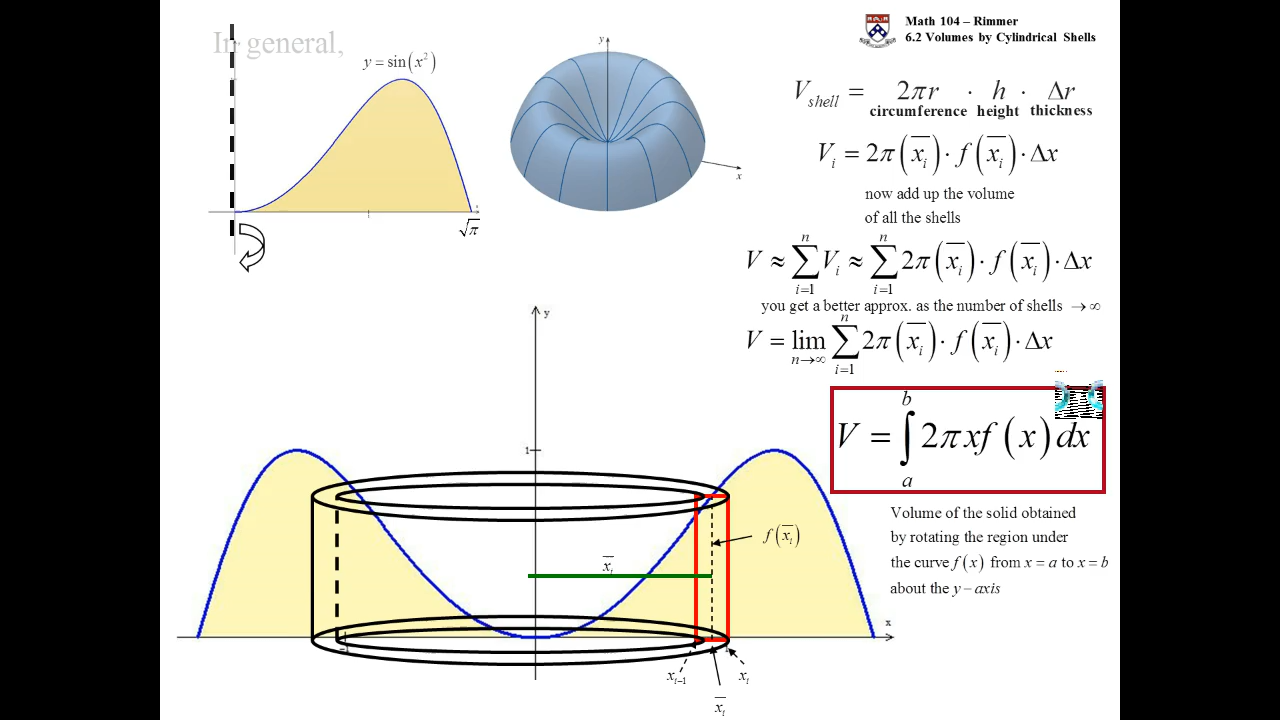 In general,
y = sin(x²)
√π
y
x
Math 104 – Rimmer
6.2 Volumes by Cylindrical Shells
V_shell = 2πr · h · Δr
circumference height thickness
V_i = 2π(x̄_i) · f(x̄_i) · Δx
now add up the volume
of all the shells
V ≈ ∑_{i=1}^{n} V_i ≈ ∑_{i=1}^{n} 2π(x̄_i) · f(x̄_i) · Δx
you get a better approx. as the number of shells → ∞
V = lim_{n→∞} ∑_{i=1}^{n} 2π(x̄_i) · f(x̄_i) · Δx
V = ∫_a^b 2πxf(x)dx
Volume of the solid obtained
by rotating the region under
the curve f(x) from x = a to x = b
about the y – axis
y
1
f(x̄_i)
x̄_i
x
x_{i–1}
x_i
x̄_i